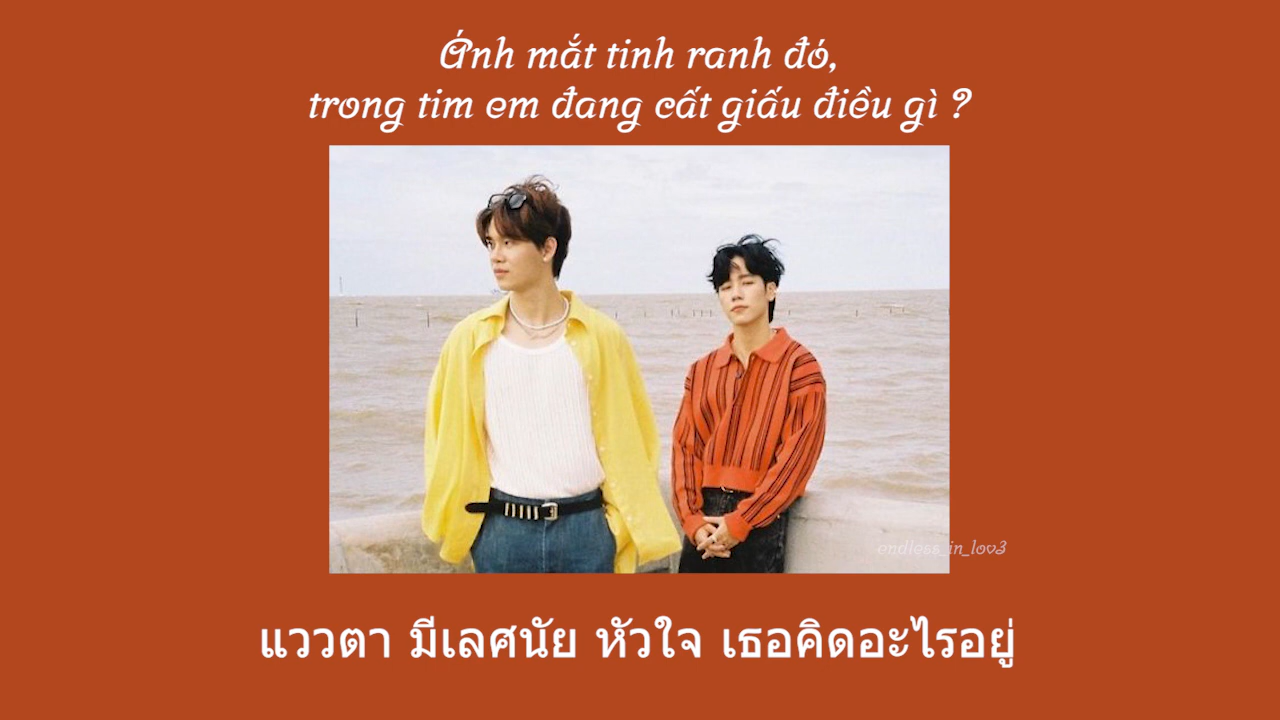 Ánh mắt tinh ranh đó,
trong tim em đang cất giấu điều gì ?
endless_in_lov3
แววตา มีเลศนัย หัวใจ เธอคิดอะไรอยู่